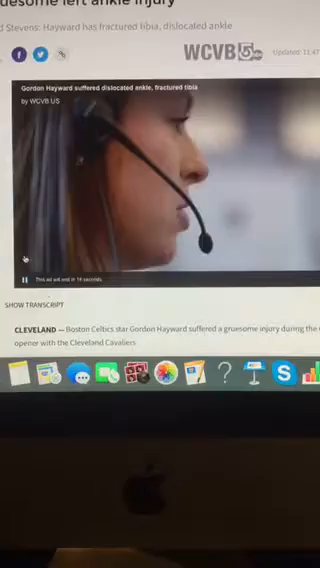 uesome left ankle injury
d Stevens: Hayward has fractured tibia, dislocated ankle
WCVB 5 abc
Updated: 11:47
Gordon Hayward suffered dislocated ankle, fractured tibia
by WCVB US
This ad will end in 14 seconds
SHOW TRANSCRIPT
CLEVELAND — Boston Celtics star Gordon Hayward suffered a gruesome injury during the
opener with the Cleveland Cavaliers